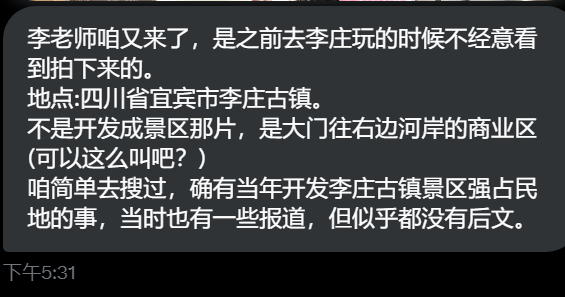 李老师咱又来了，是之前去李庄玩的时候不经意看
到拍下来的。
地点:四川省宜宾市李庄古镇。
不是开发成景区那片，是大门往右边河岸的商业区
(可以这么叫吧？)
咱简单去搜过，确有当年开发李庄古镇景区强占民
地的事，当时也有一些报道，但似乎都没有后文。
下午5:31